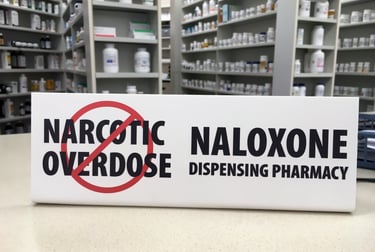 NARCOTIC
OVERDOSE
NALOXONE
DISPENSING PHARMACY